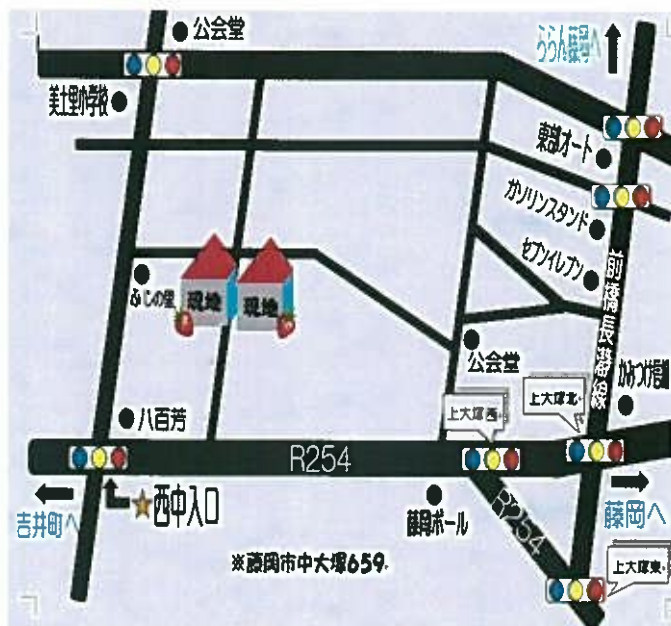 公会堂
ららん藤岡へ
美土里小学校
東部オート
ガソリンスタンド
セブンイレブン
前橋長瀞線
ふじの里
現地
現地
公会堂
上大塚西
上大塚北
八百芳
R254
吉井町へ
西中入口
藤岡ボール
R254
藤岡へ
上大塚東
※藤岡市中大塚659